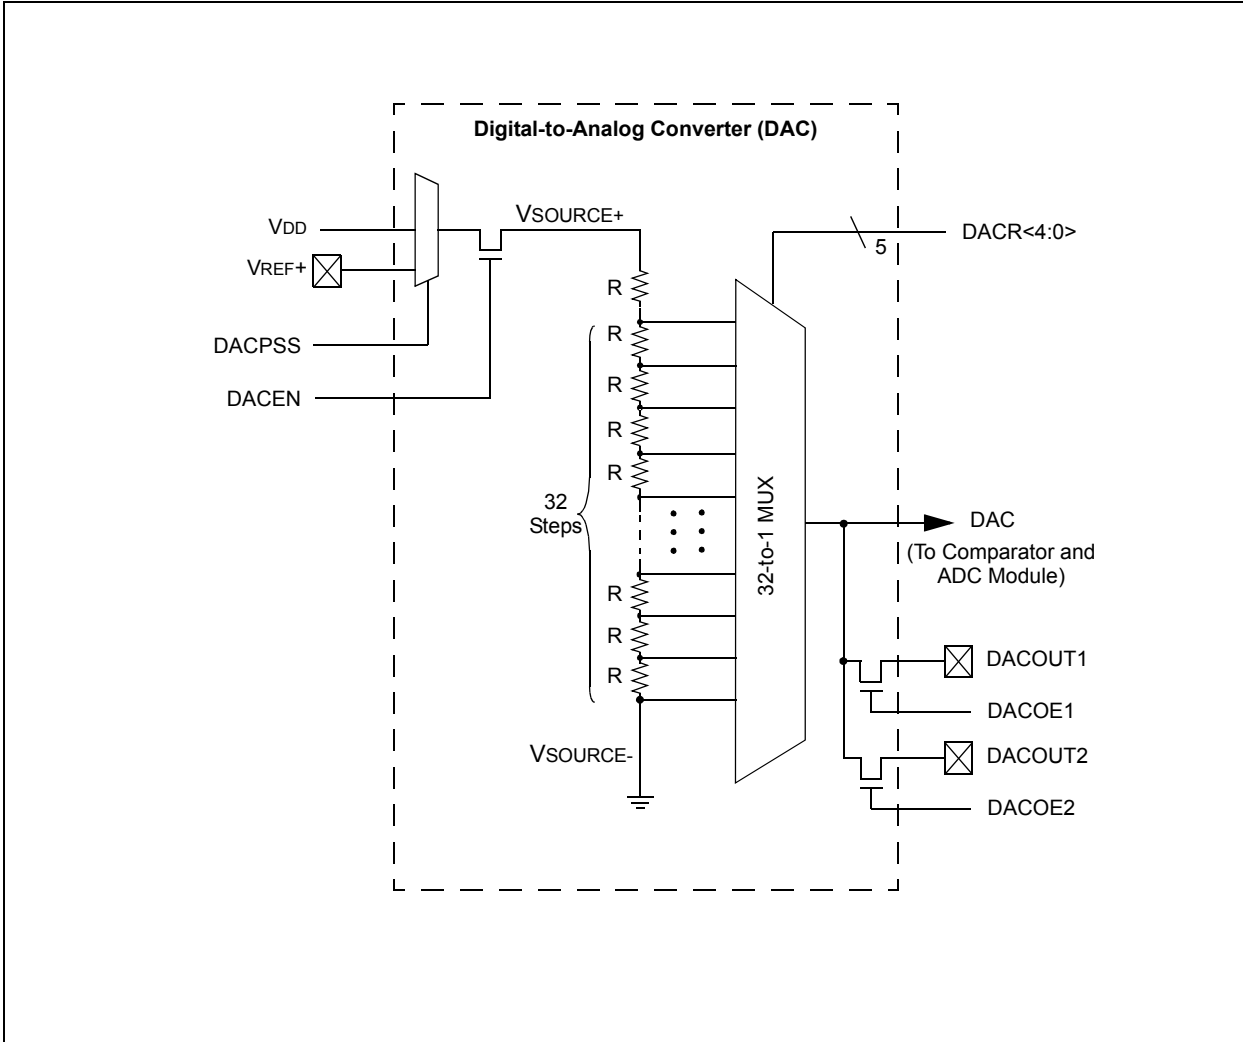 Digital-to-Analog Converter (DAC)
VDD
VREF+
DACPSS
DACEN
VSOURCE+
5
DACR<4:0>
R
R
R
R
R
32
Steps
R
R
R
VSOURCE-
32-to-1 MUX
DAC
(To Comparator and
ADC Module)
DACOUT1
DACOE1
DACOUT2
DACOE2